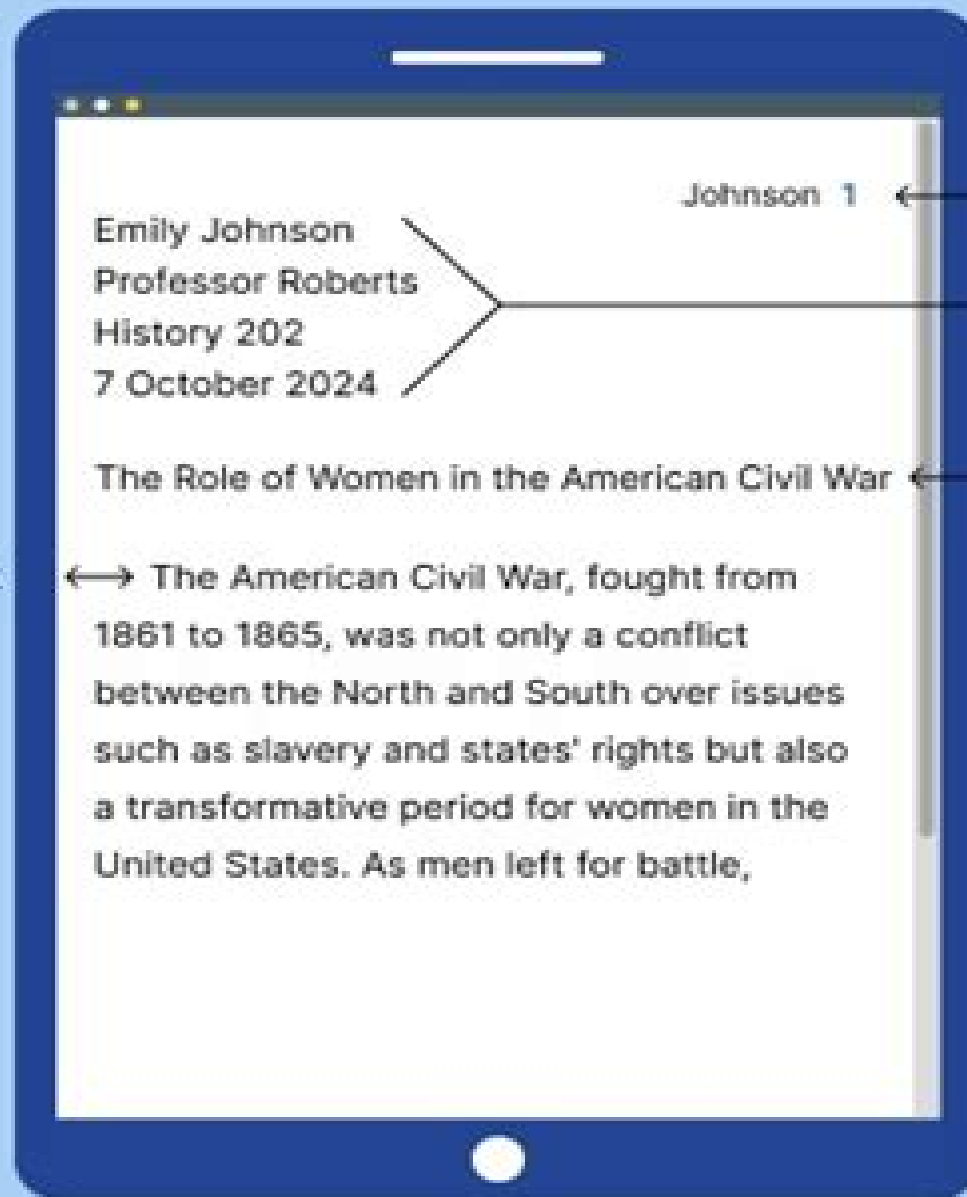 Johnson 1
Emily Johnson
Professor Roberts
History 202
7 October 2024
The Role of Women in the American Civil War
The American Civil War, fought from
1861 to 1865, was not only a conflict
between the North and South over issues
such as slavery and states' rights but also
a transformative period for women in the
United States. As men left for battle,